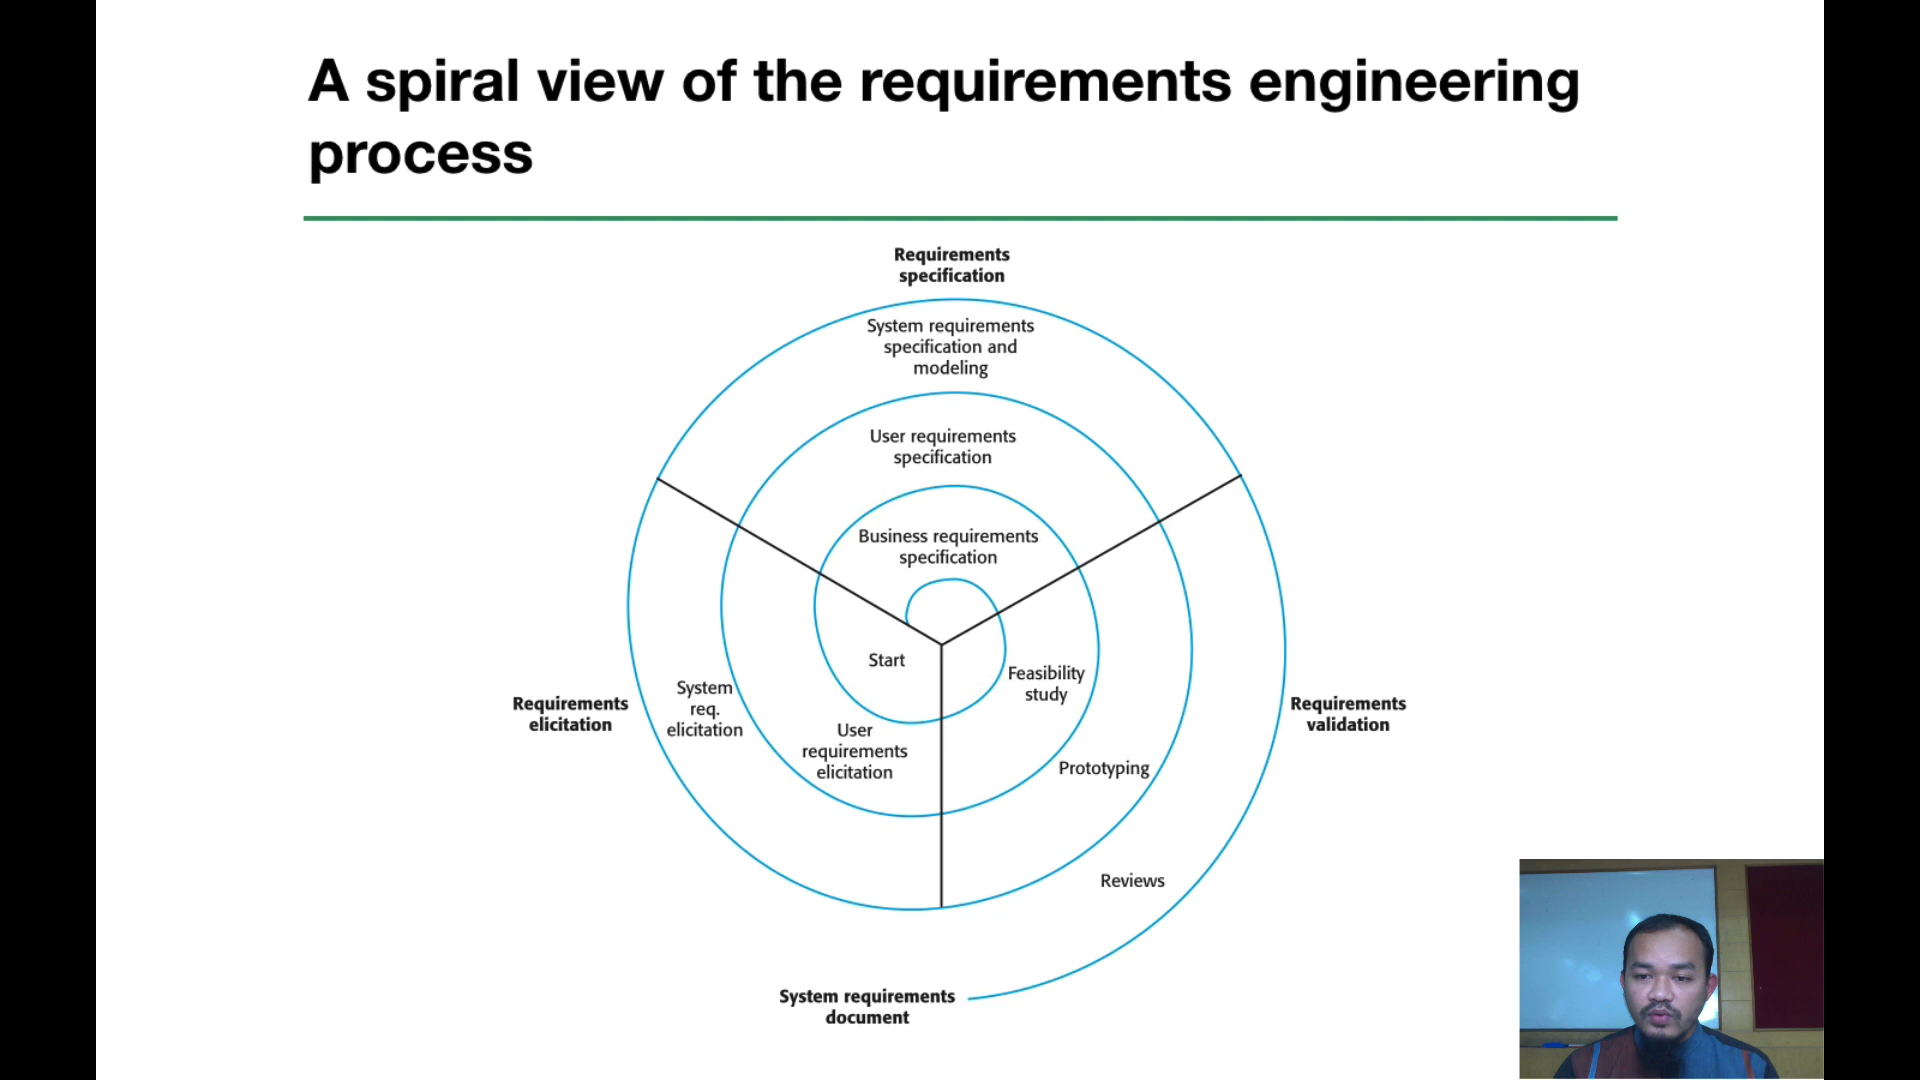 A spiral view of the requirements engineering
process
Requirements
specification
System requirements
specification and
modeling
User requirements
specification
Business requirements
specification
Start
Feasibility
study
System
req.
elicitation
Requirements
elicitation
Requirements
validation
User
requirements
elicitation
Prototyping
Reviews
System requirements
document